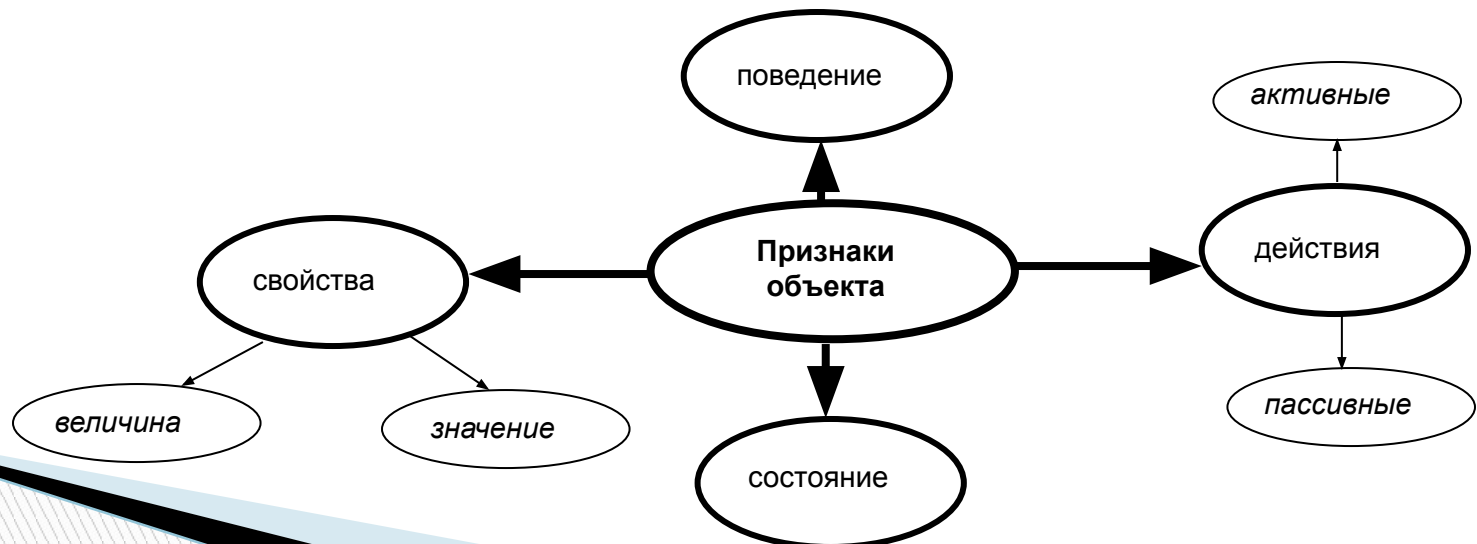 поведение
активные
Признаки
объекта
действия
свойства
величина
значение
пассивные
состояние